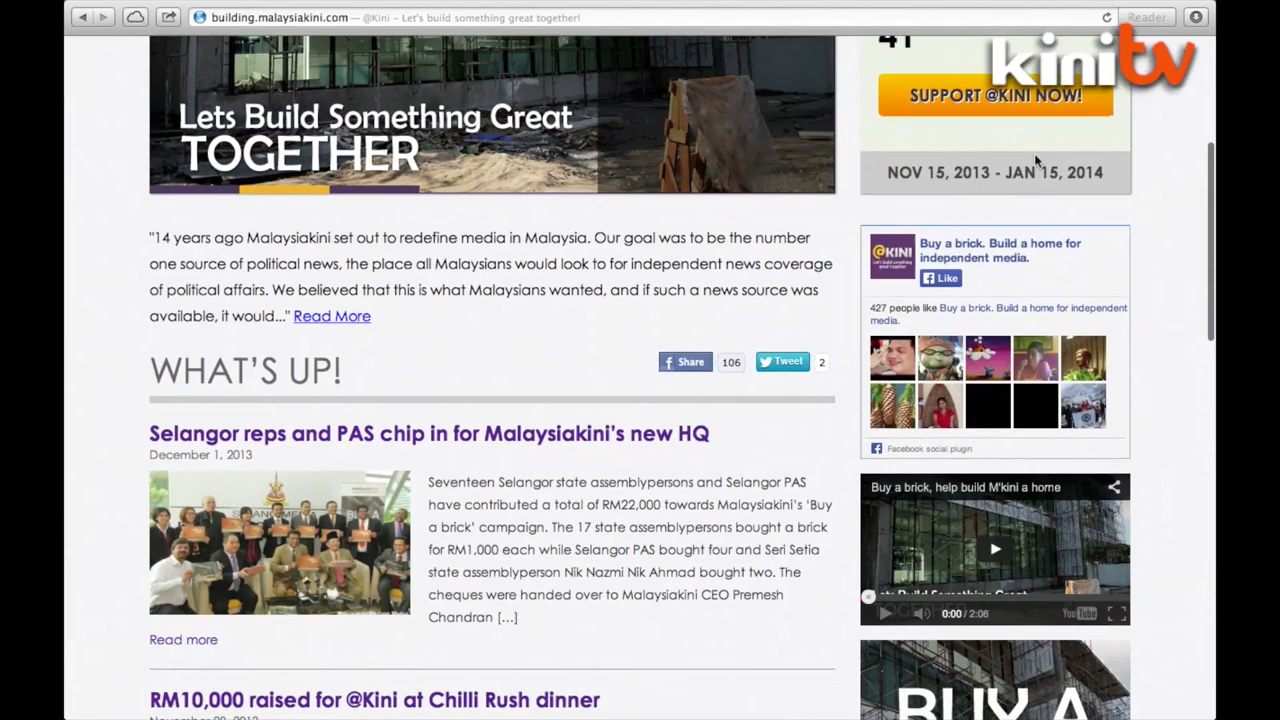 building.malaysiakini.com — @Kini – Let's build something great together!
Reader
kinitv
41
SUPPORT @KINI NOW!
NOV 15, 2013 - JAN 15, 2014
Lets Build Something Great
TOGETHER
"14 years ago Malaysiakini set out to redefine media in Malaysia. Our goal was to be the number
one source of political news, the place all Malaysians would look to for independent news coverage
of political affairs. We believed that this is what Malaysians wanted, and if such a news source was
available, it would..." Read More
WHAT'S UP!
Share 106 Tweet 2
Selangor reps and PAS chip in for Malaysiakini's new HQ
December 1, 2013
Seventeen Selangor state assemblypersons and Selangor PAS
have contributed a total of RM22,000 towards Malaysiakini's 'Buy
a brick' campaign. The 17 state assemblypersons bought a brick
for RM1,000 each while Selangor PAS bought four and Seri Setia
state assemblyperson Nik Nazmi Nik Ahmad bought two. The
cheques were handed over to Malaysiakini CEO Premesh
Chandran [...]
Read more
RM10,000 raised for @Kini at Chilli Rush dinner
@KINI
Let's build something
great together
Buy a brick. Build a home for
independent media.
Like
427 people like Buy a brick. Build a home for independent
media.
Facebook social plugin
Buy a brick, help build M'kini a home
0:00 / 2:06
YouTube
BUY A